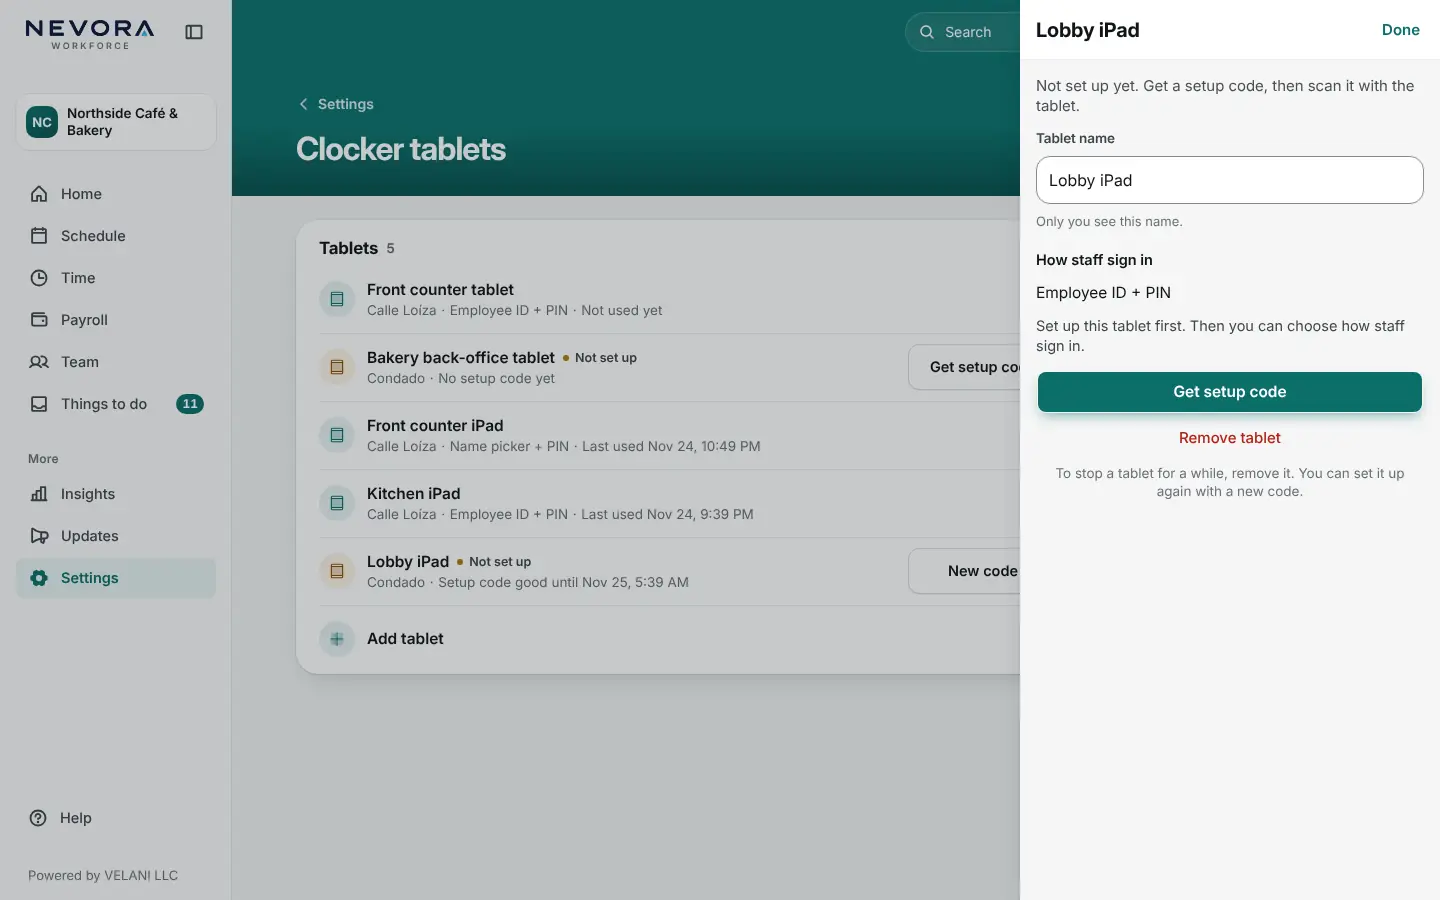 NEVORA
WORKFORCE
NC
Northside Café &
Bakery
Home
Schedule
Time
Payroll
Team
Things to do
11
More
Insights
Updates
Settings
Help
Powered by VELANI LLC
Search
Settings
Clocker tablets
Tablets 5
Front counter tablet
Calle Loíza · Employee ID + PIN · Not used yet
Bakery back-office tablet
Not set up
Condado · No setup code yet
Get setup co
Front counter iPad
Calle Loíza · Name picker + PIN · Last used Nov 24, 10:49 PM
Kitchen iPad
Calle Loíza · Employee ID + PIN · Last used Nov 24, 9:39 PM
Lobby iPad
Not set up
Condado · Setup code good until Nov 25, 5:39 AM
New code
Add tablet
Lobby iPad
Done
Not set up yet. Get a setup code, then scan it with the
tablet.
Tablet name
Lobby iPad
Only you see this name.
How staff sign in
Employee ID + PIN
Set up this tablet first. Then you can choose how staff
sign in.
Get setup code
Remove tablet
To stop a tablet for a while, remove it. You can set it up
again with a new code.